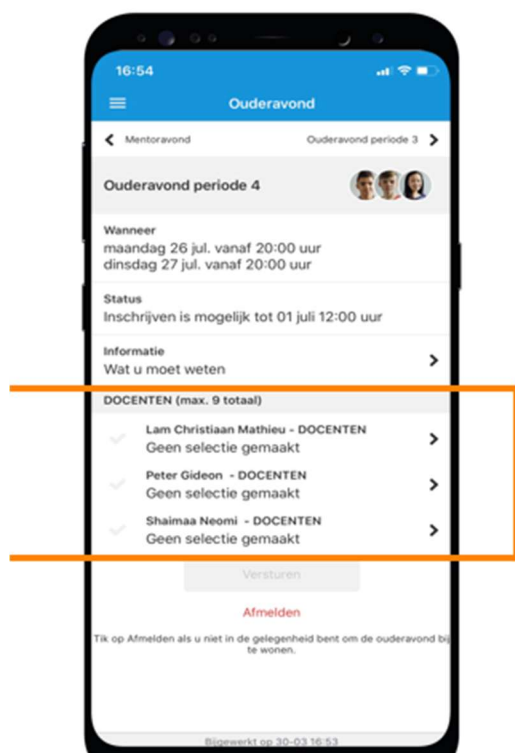 16:54
Ouderavond
Mentoravond
Ouderavond periode 3
Ouderavond periode 4
Wanneer
maandag 26 jul. vanaf 20:00 uur
dinsdag 27 jul. vanaf 20:00 uur
Status
Inschrijven is mogelijk tot 01 juli 12:00 uur
Informatie
Wat u moet weten
DOCENTEN (max. 9 totaal)
Lam Christiaan Mathieu - DOCENTEN
Geen selectie gemaakt
Peter Gideon - DOCENTEN
Geen selectie gemaakt
Shaimaa Neomi - DOCENTEN
Geen selectie gemaakt
Versturen
Afmelden
Tik op Afmelden als u niet in de gelegenheid bent om de ouderavond bij
te wonen.
Bijgewerkt op 30-03 16:53